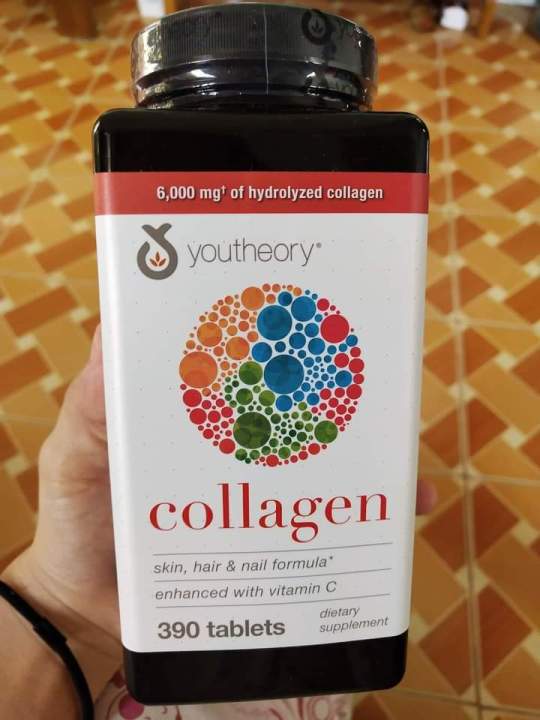 6,000 mg† of hydrolyzed collagen
youtheory®
collagen
skin, hair & nail formula*
enhanced with vitamin C
390 tablets
dietary
supplement